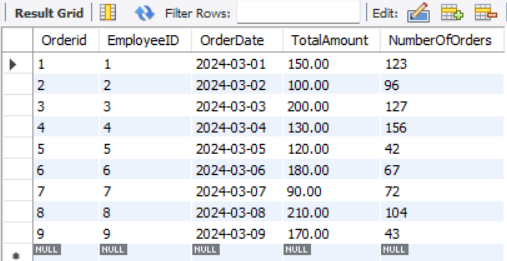 Result Grid Filter Rows: Edit:
Orderid EmployeeID OrderDate TotalAmount NumberOfOrders
1 1 2024-03-01 150.00 123
2 2 2024-03-02 100.00 96
3 3 2024-03-03 200.00 127
4 4 2024-03-04 130.00 156
5 5 2024-03-05 120.00 42
6 6 2024-03-06 180.00 67
7 7 2024-03-07 90.00 72
8 8 2024-03-08 210.00 104
9 9 2024-03-09 170.00 43
NULL NULL NULL NULL NULL